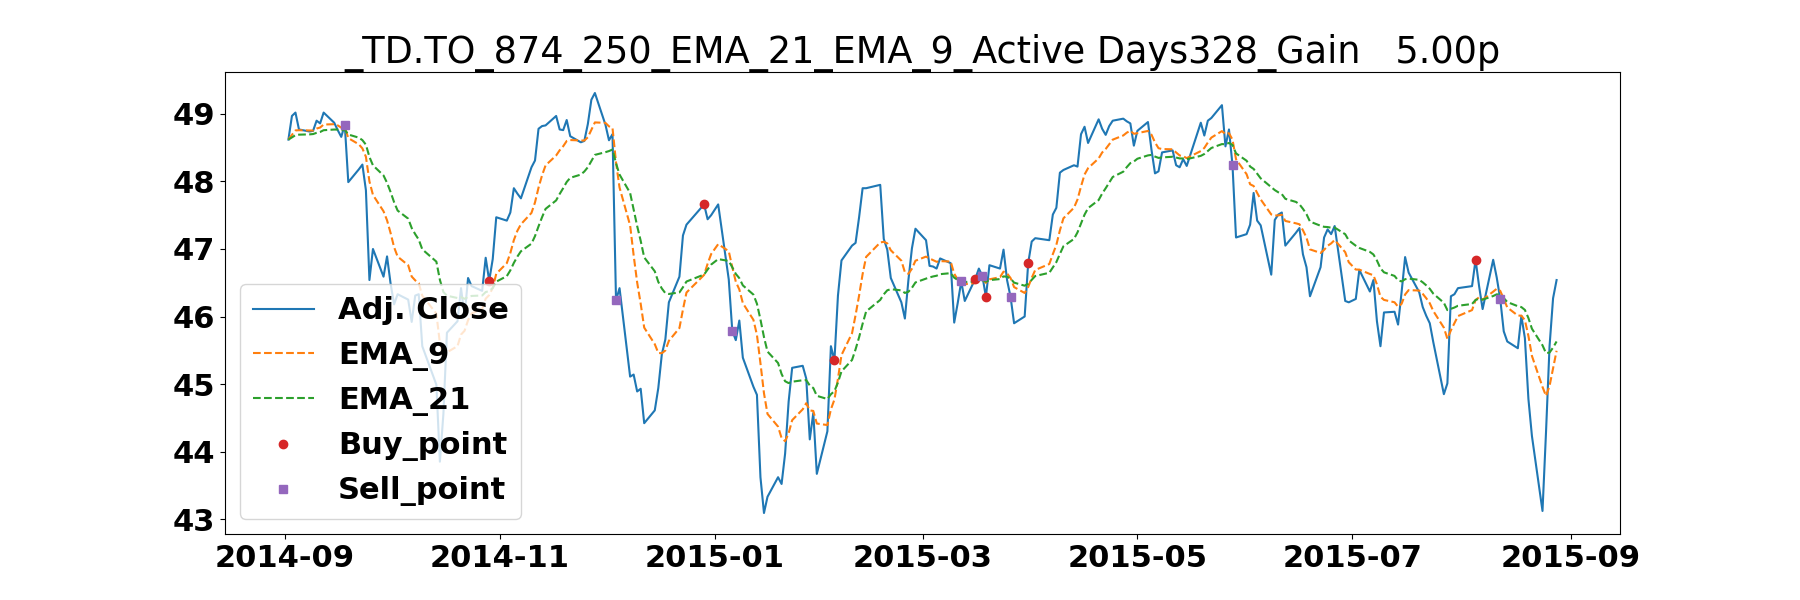 _TD.TO_874_250_EMA_21_EMA_9_Active Days328_Gain   5.00p
49
48
47
46
45
44
43
Adj. Close
EMA_9
EMA_21
Buy_point
Sell_point
2014-09 2014-11 2015-01 2015-03 2015-05 2015-07 2015-09